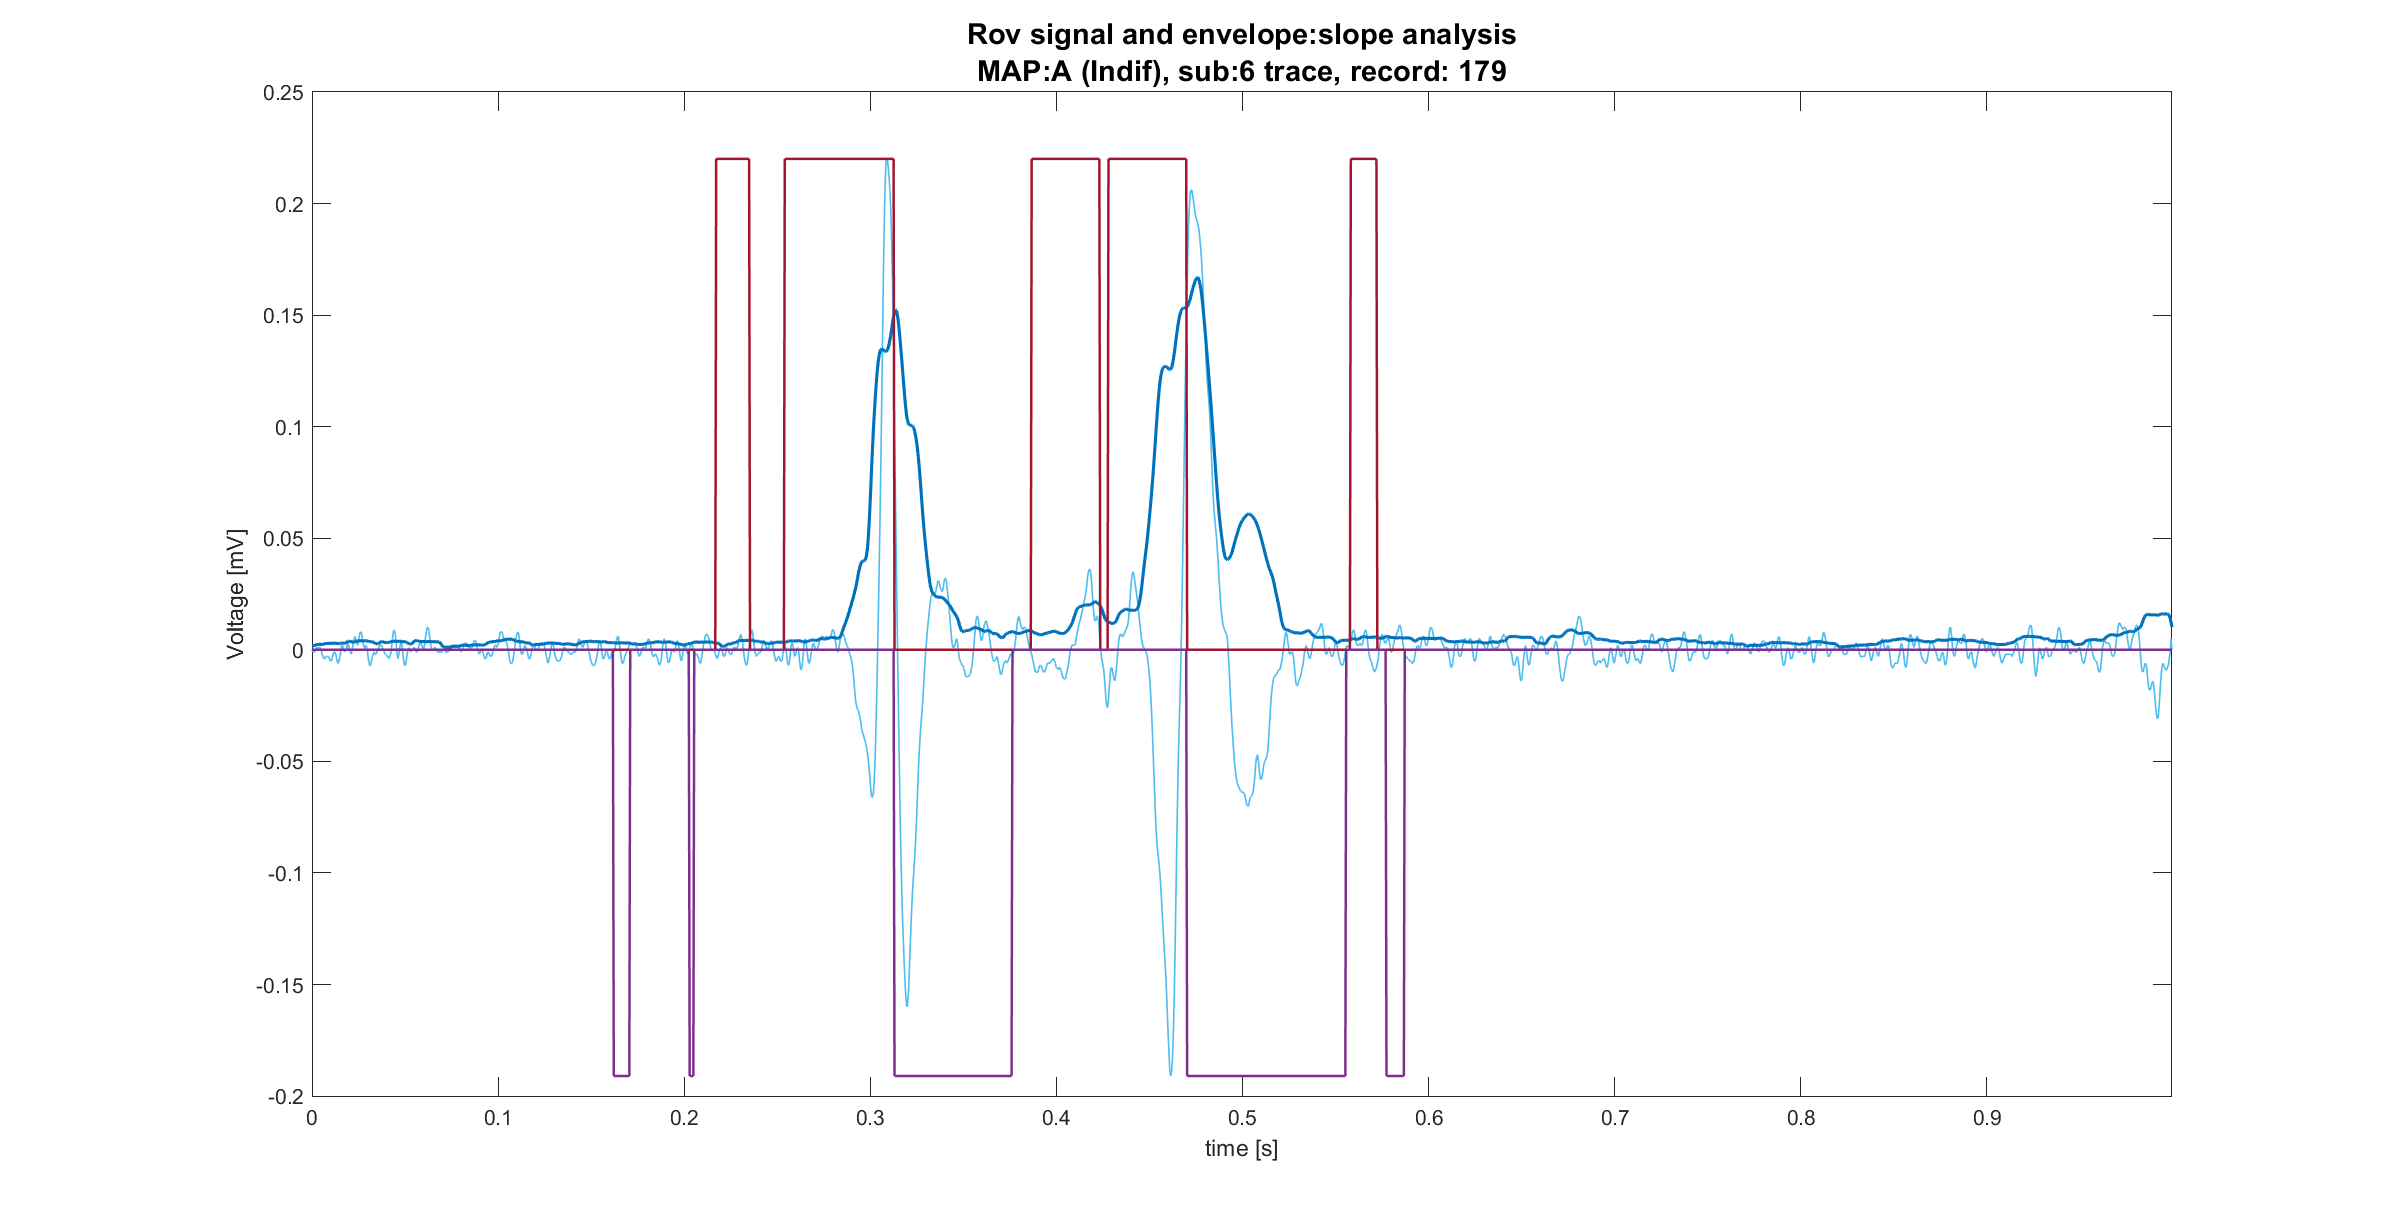 Rov signal and envelope:slope analysis
MAP:A (Indif), sub:6 trace, record: 179
0.25
0.2
0.15
0.1
0.05
0
-0.05
-0.1
-0.15
-0.2
Voltage [mV]
0 0.1 0.2 0.3 0.4 0.5 0.6 0.7 0.8 0.9
time [s]